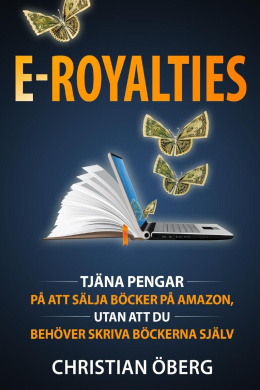 E-ROYALTIES
TJÄNA PENGAR
PÅ ATT SÄLJA BÖCKER PÅ AMAZON,
UTAN ATT DU
BEHÖVER SKRIVA BÖCKERNA SJÄLV
CHRISTIAN ÖBERG